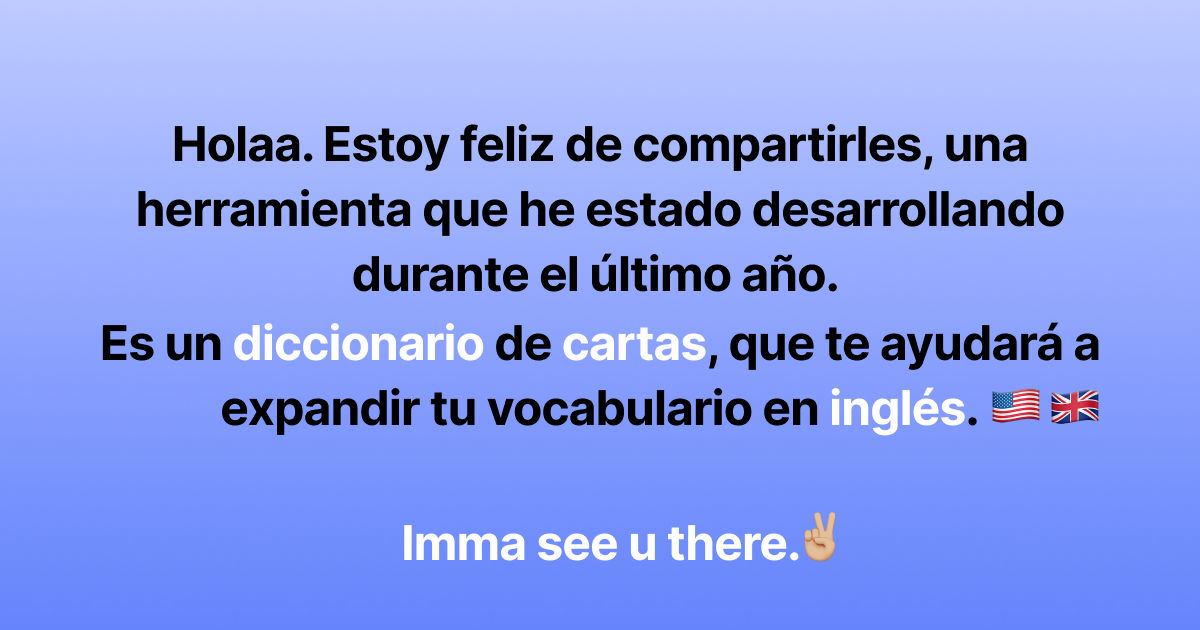 Holaa. Estoy feliz de compartirles, una
herramienta que he estado desarrollando
durante el último año.
Es un diccionario de cartas, que te ayudará a
expandir tu vocabulario en inglés. 🇺🇸 🇬🇧
Imma see u there.✌🏼